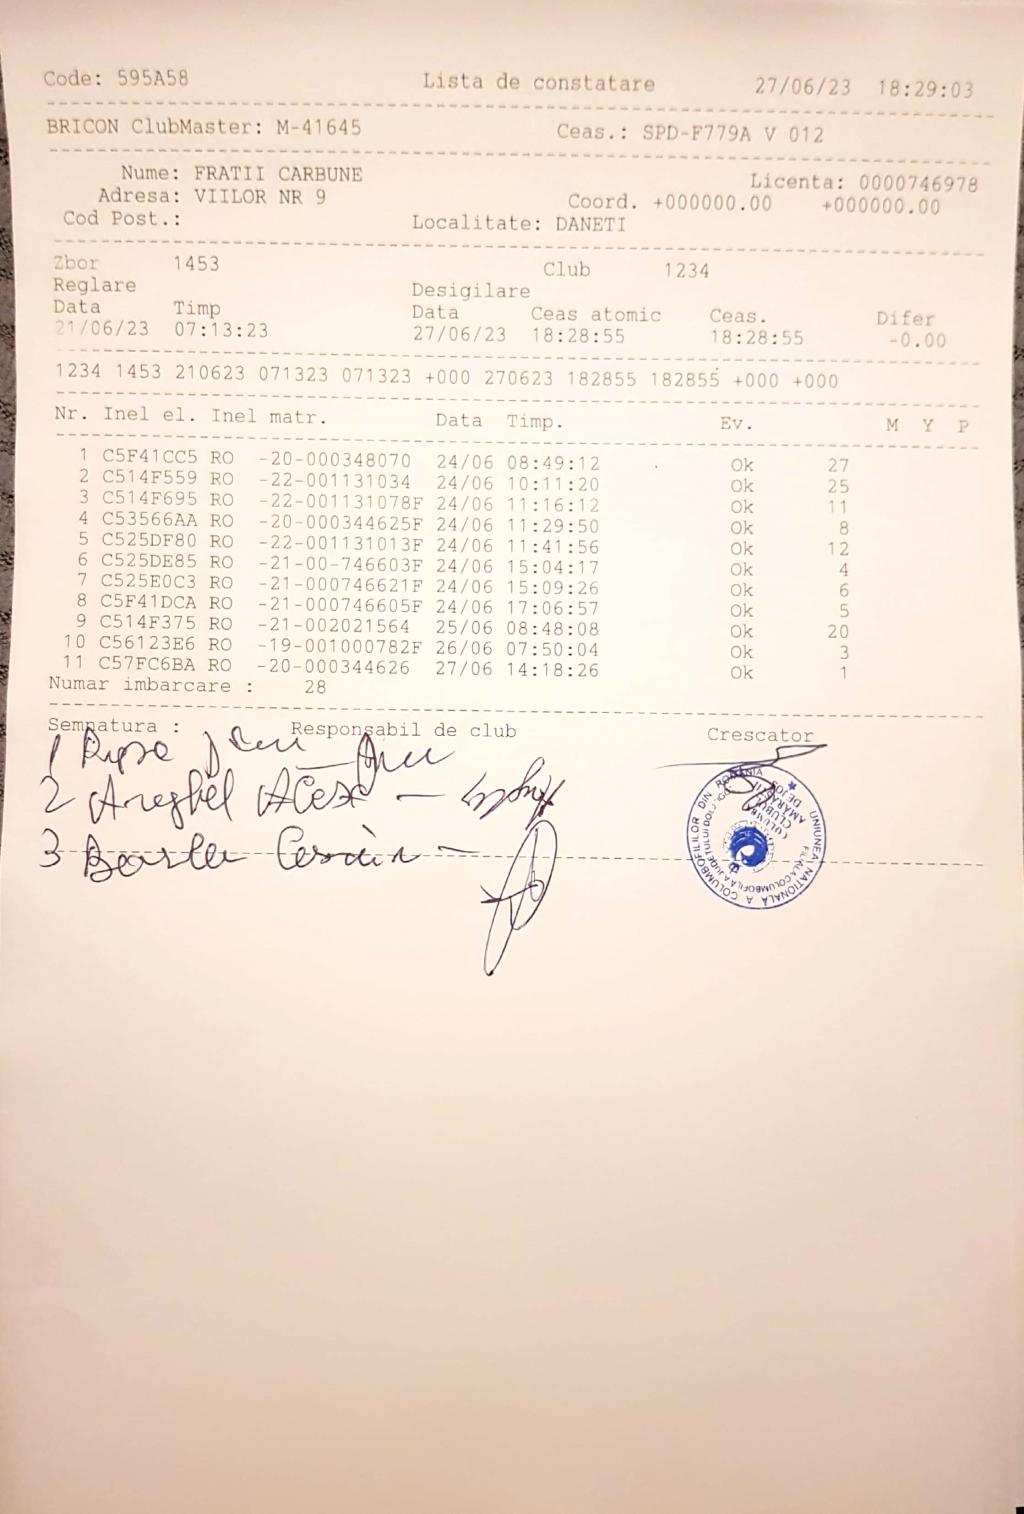 Code: 595A58 Lista de constatare 27/06/23 18:29:03
BRICON ClubMaster: M-41645 Ceas.: SPD-F779A V 012
Nume: FRATII CARBUNE Licenta: 0000746978
Adresa: VIILOR NR 9 Coord. +000000.00 +000000.00
Cod Post.: Localitate: DANETI
Zbor 1453 Club 1234
Reglare Desigilare
Data Timp Data Ceas atomic Ceas. Difer
21/06/23 07:13:23 27/06/23 18:28:55 18:28:55 -0.00
1234 1453 210623 071323 071323 +000 270623 182855 182855 +000 +000
Nr. Inel el. Inel matr. Data Timp. Ev. M Y P
1 C5F41CC5 RO -20-000348070 24/06 08:49:12 Ok 27
2 C514F559 RO -22-001131034 24/06 10:11:20 Ok 25
3 C514F695 RO -22-001131078F 24/06 11:16:12 Ok 11
4 C53566AA RO -20-000344625F 24/06 11:29:50 Ok 8
5 C525DF80 RO -22-001131013F 24/06 11:41:56 Ok 12
6 C525DE85 RO -21-00-746603F 24/06 15:04:17 Ok 4
7 C525E0C3 RO -21-000746621F 24/06 15:09:26 Ok 6
8 C5F41DCA RO -21-000746605F 24/06 17:06:57 Ok 5
9 C514F375 RO -21-002021564 25/06 08:48:08 Ok 20
10 C56123E6 RO -19-001000782F 26/06 07:50:04 Ok 3
11 C57FC6BA RO -20-000344626 27/06 14:18:26 Ok 1
Numar imbarcare : 28
Semnatura : Responsabil de club Crescator
1
2
3
UNIUNEA NATIONALA A COLUMBOFILILOR DIN ROMANIA
FILIALA COLUMBOFILA A JUDETULUI DOLJ
CLUBUL